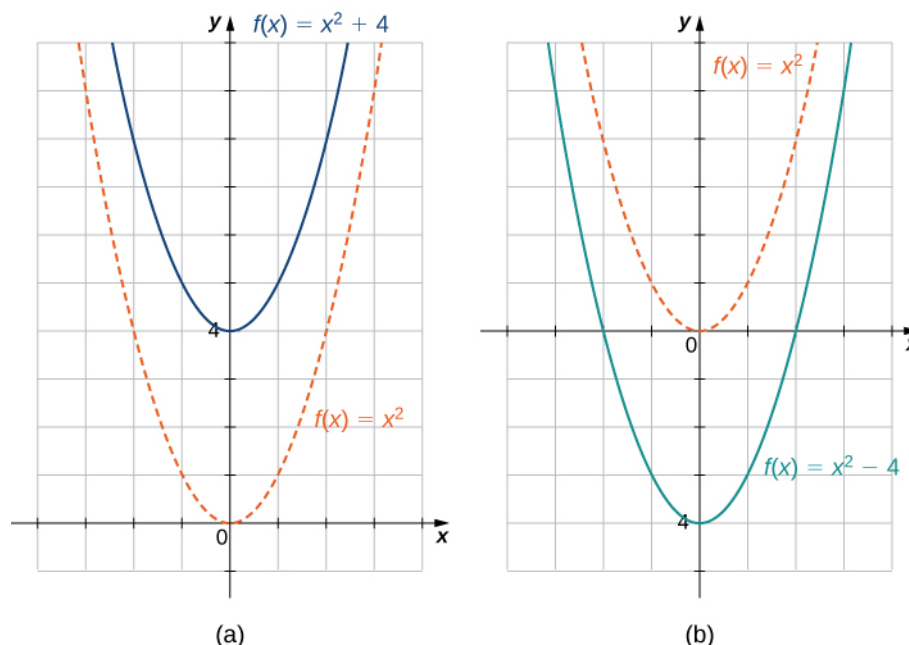 y
f(x) = x² + 4
4
f(x) = x²
0
x
(a)
y
f(x) = x²
0
x
f(x) = x² − 4
4
(b)